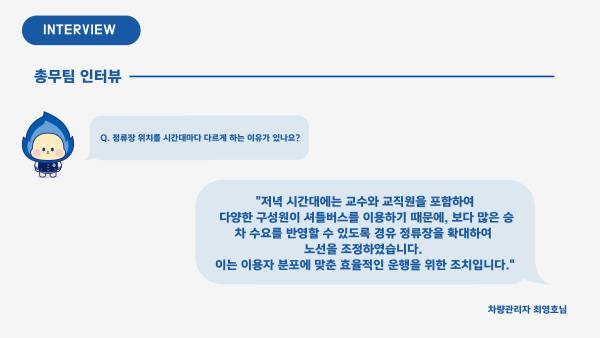 INTERVIEW
총무팀 인터뷰
Q. 정류장 위치를 시간대마다 다르게 하는 이유가 있나요?
"저녁 시간대에는 교수와 교직원을 포함하여
다양한 구성원이 셔틀버스를 이용하기 때문에, 보다 많은 승
차 수요를 반영할 수 있도록 경유 정류장을 확대하여
노선을 조정하였습니다.
이는 이용자 분포에 맞춘 효율적인 운행을 위한 조치입니다."
차량관리자 최영호님